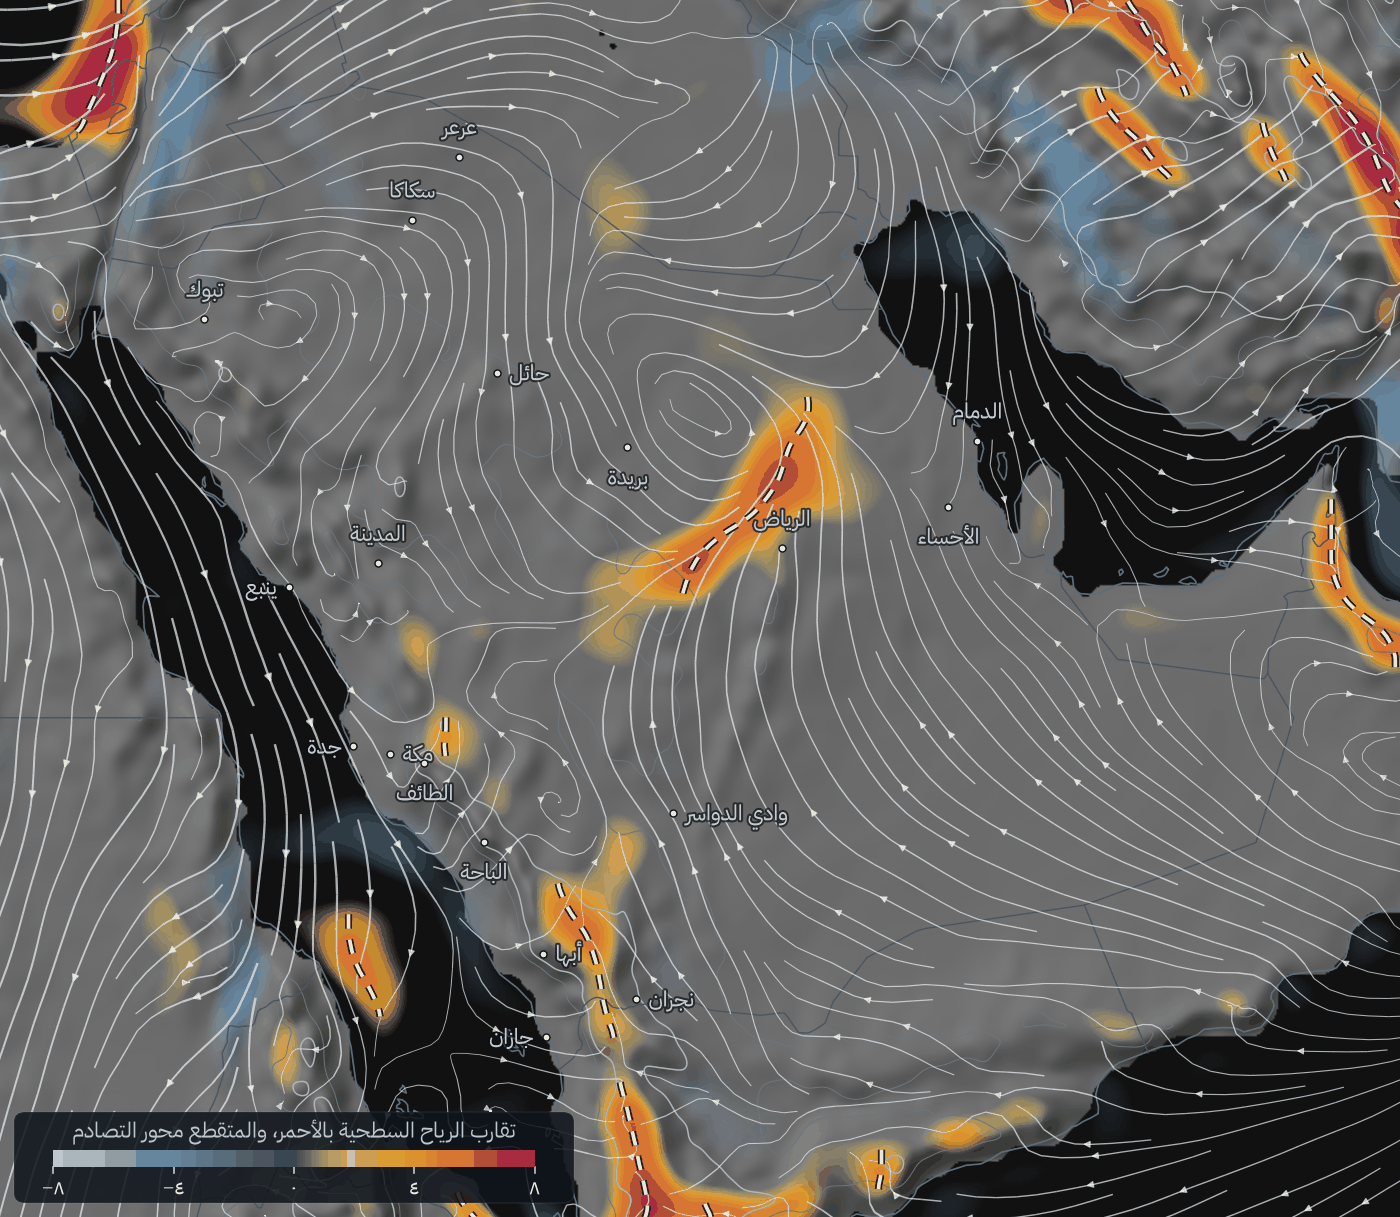 عرعر
سكاكا
تبوك
حائل
الدمام
بريدة
الرياض
الأحساء
المدينة
ينبع
جدة
مكة
الطائف
وادي الدواسر
الباحة
أبها
نجران
جازان
تقارب الرياح السطحية بالأحمر، والمتقطع محور التصادم
−٨ −٤ ٠ ٤ ٨